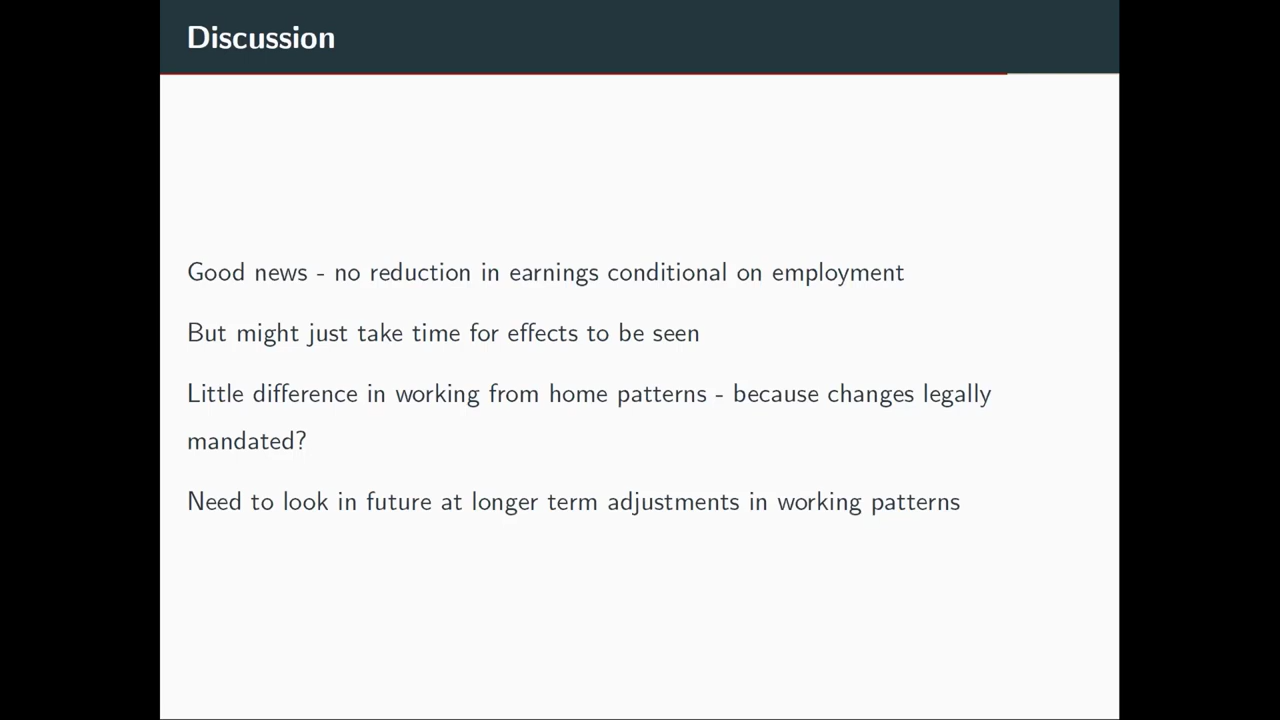 Discussion
Good news - no reduction in earnings conditional on employment
But might just take time for effects to be seen
Little difference in working from home patterns - because changes legally
mandated?
Need to look in future at longer term adjustments in working patterns